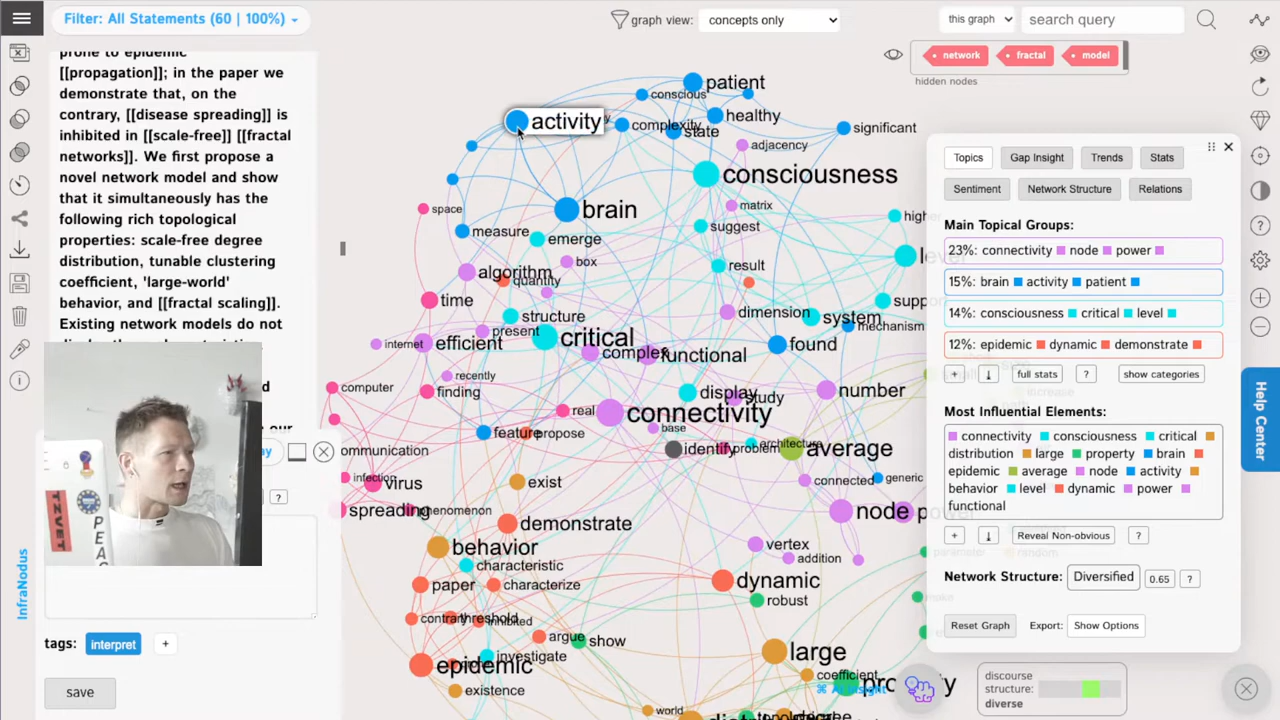 Filter: All Statements (60 | 100%)
graph view:
concepts only
this graph
search query
network
fractal
model
hidden nodes
prone to epidemic
[[propagation]]; in the paper we
demonstrate that, on the
contrary, [[disease spreading]] is
inhibited in [[scale-free]] [[fractal
networks]]. We first propose a
novel network model and show
that it simultaneously has the
following rich topological
properties: scale-free degree
distribution, tunable clustering
coefficient, 'large-world'
behavior, and [[fractal scaling]].
Existing network models do not
patient
conscious
activity
complexity
healthy
state
significant
adjacency
consciousness
space
brain
matrix
measure
emerge
suggest
box
result
algorithm
quantity
time
structure
dimension
system
mechanism
present
critical
internet
efficient
complex
functional
found
recently
computer
finding
display
study
number
real
connectivity
base
feature
propose
identify
problem
architecture
average
connected
generic
infection
virus
exist
spreading
phenomenon
demonstrate
node
behavior
vertex
addition
characteristic
paper
characterize
dynamic
robust
contrary
threshold
inhibited
argue
show
investigate
epidemic
large
coefficient
existence
world
Topics
Gap Insight
Trends
Stats
Sentiment
Network Structure
Relations
Main Topical Groups:
23%: connectivity node power
15%: brain activity patient
14%: consciousness critical level
12%: epidemic dynamic demonstrate
+
?
full stats
show categories
Most Influential Elements:
connectivity consciousness critical
distribution large property brain
epidemic average node activity
behavior level dynamic power
functional
+
Reveal Non-obvious
?
Network Structure: Diversified 0.65 ?
Reset Graph
Export: Show Options
discourse
structure:
diverse
Help Center
InfraNodus
TZVET
PEAC
?
tags: interpret +
save